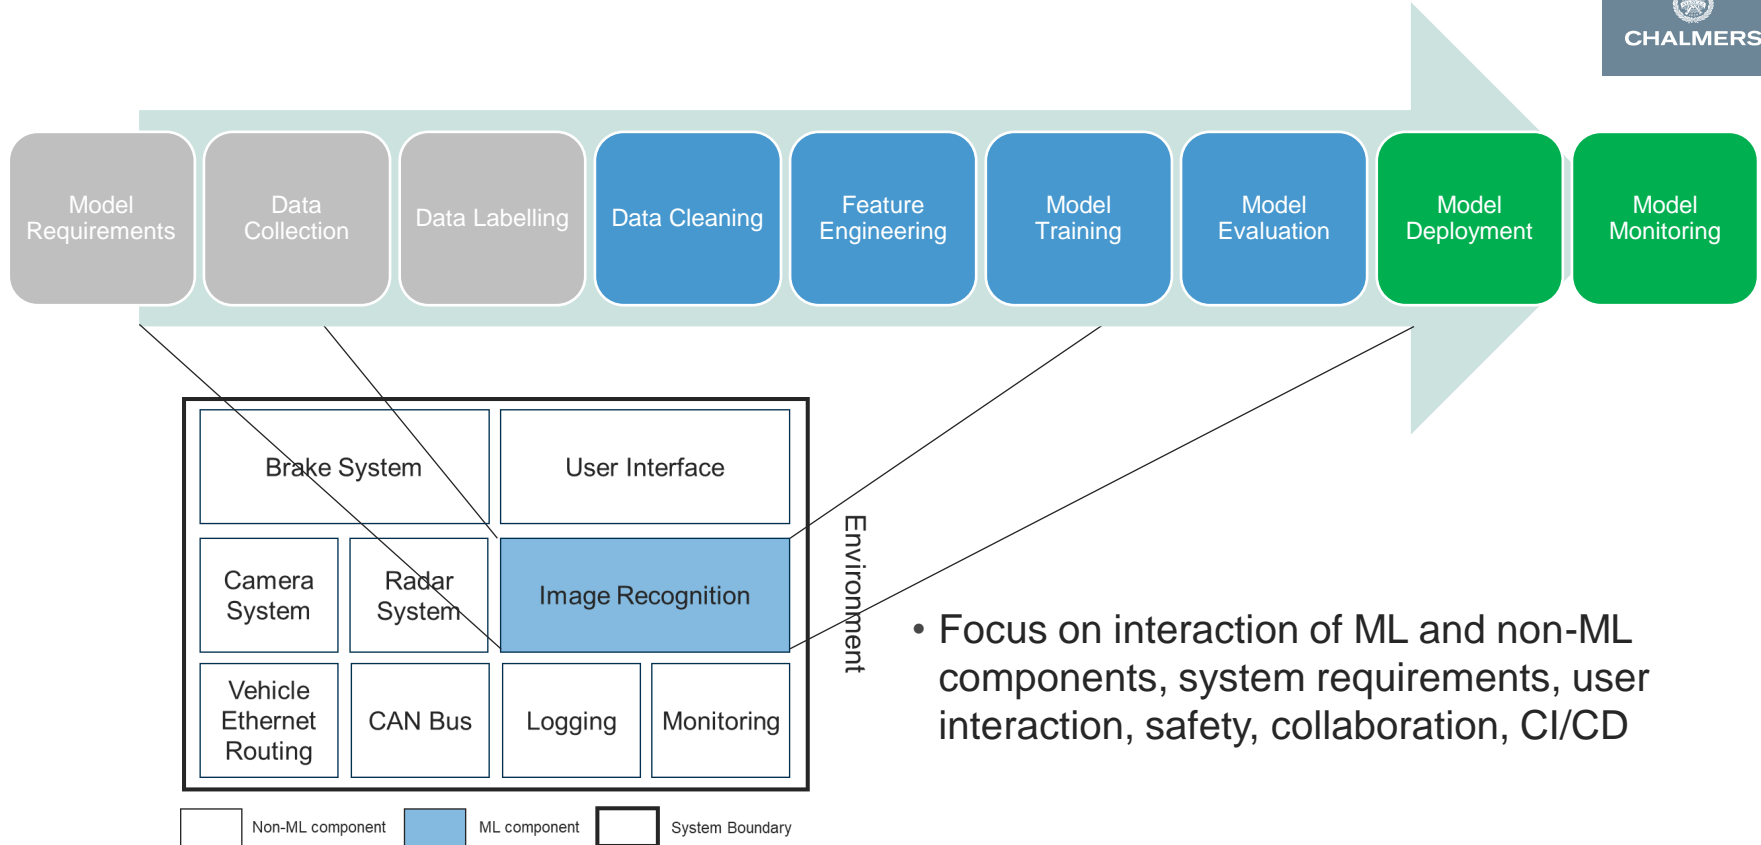 CHALMERS
Model
Requirements
Data
Collection
Data Labelling
Data Cleaning
Feature
Engineering
Model
Training
Model
Evaluation
Model
Deployment
Model
Monitoring
Brake System
User Interface
Camera
System
Radar
System
Image Recognition
Vehicle
Ethernet
Routing
CAN Bus
Logging
Monitoring
Environment
• Focus on interaction of ML and non-ML
components, system requirements, user
interaction, safety, collaboration, CI/CD
Non-ML component
ML component
System Boundary